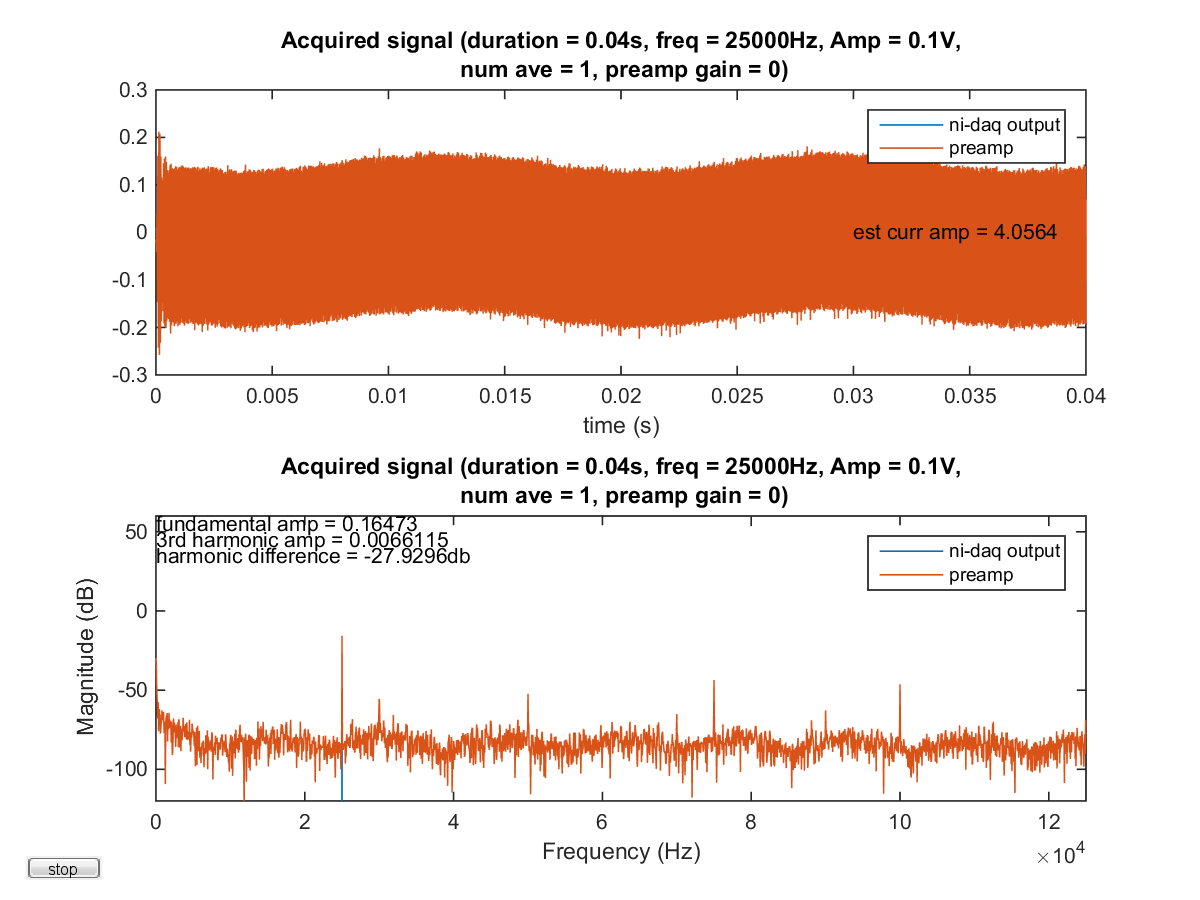 Acquired signal (duration = 0.04s, freq = 25000Hz, Amp = 0.1V,
num ave = 1, preamp gain = 0)
0.3
0.2
0.1
0
-0.1
-0.2
-0.3
ni-daq output
preamp
est curr amp = 4.0564
0 0.005 0.01 0.015 0.02 0.025 0.03 0.035 0.04
time (s)
Acquired signal (duration = 0.04s, freq = 25000Hz, Amp = 0.1V,
num ave = 1, preamp gain = 0)
fundamental amp = 0.16473
3rd harmonic amp = 0.0066115
harmonic difference = -27.9296db
ni-daq output
preamp
Magnitude (dB)
50
0
-50
-100
0 2 4 6 8 10 12
Frequency (Hz)
×10⁴
stop